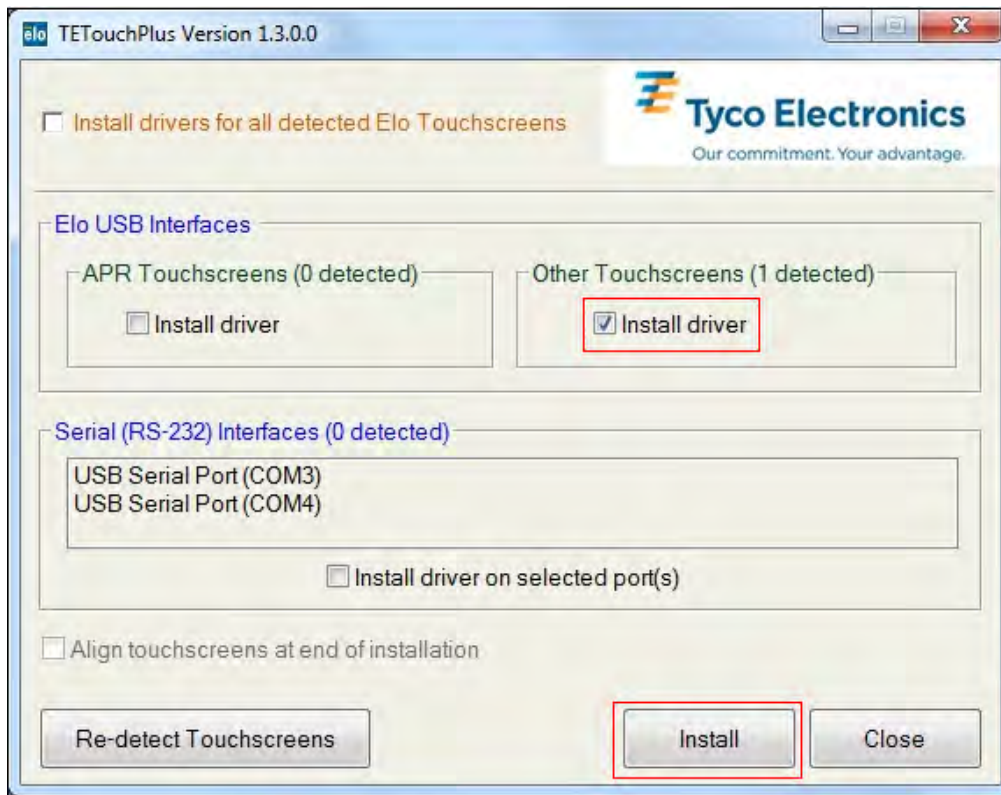 elo TETouchPlus Version 1.3.0.0
Install drivers for all detected Elo Touchscreens
Tyco Electronics
Our commitment. Your advantage.
Elo USB Interfaces
APR Touchscreens (0 detected)
Install driver
Other Touchscreens (1 detected)
Install driver
Serial (RS-232) Interfaces (0 detected)
USB Serial Port (COM3)
USB Serial Port (COM4)
Install driver on selected port(s)
Align touchscreens at end of installation
Re-detect Touchscreens
Install
Close